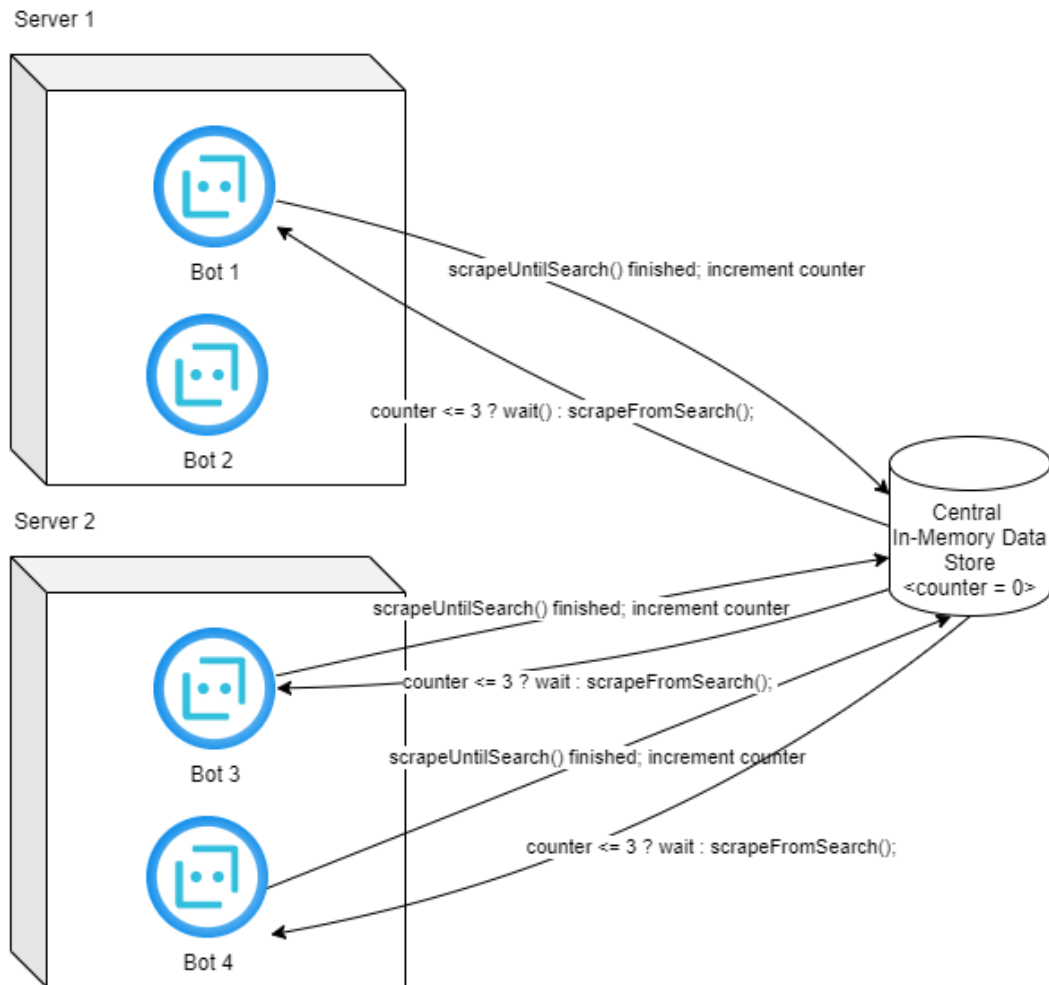 Server 1
Bot 1
scrapeUntilSearch() finished; increment counter
Bot 2
counter <= 3 ? wait() : scrapeFromSearch();
Server 2
Central
In-Memory Data
Store
<counter = 0>
scrapeUntilSearch() finished; increment counter
counter <= 3 ? wait : scrapeFromSearch();
Bot 3
scrapeUntilSearch() finished; increment counter
counter <= 3 ? wait : scrapeFromSearch();
Bot 4